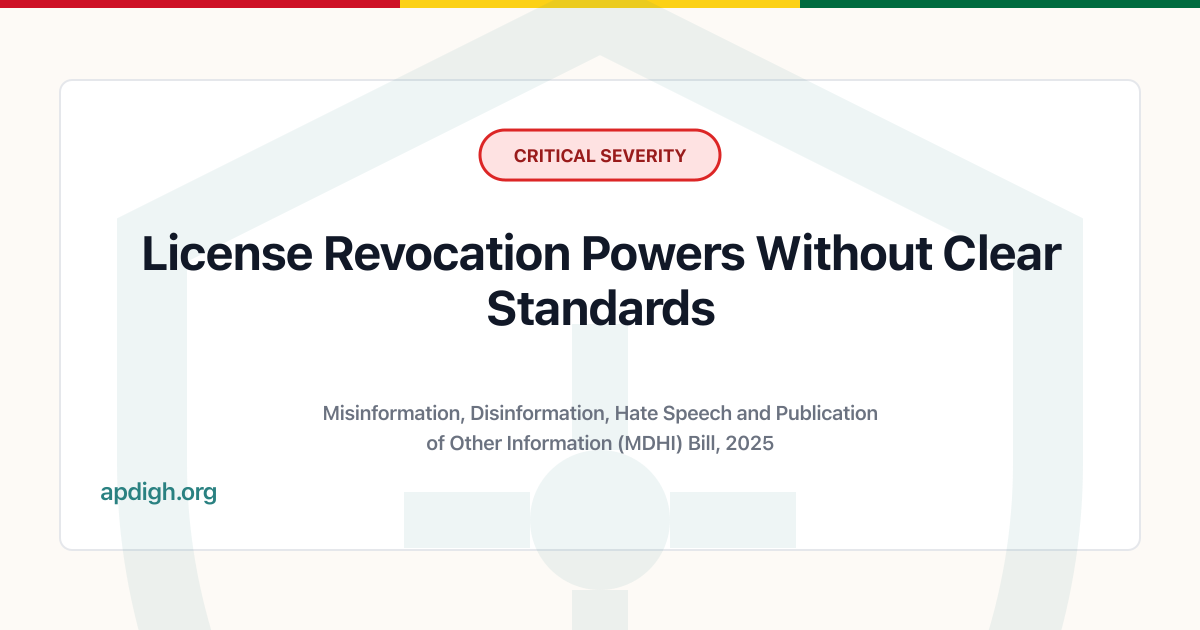 CRITICAL SEVERITY
License Revocation Powers Without Clear
Standards
Misinformation, Disinformation, Hate Speech and Publication
of Other Information (MDHI) Bill, 2025
apdigh.org